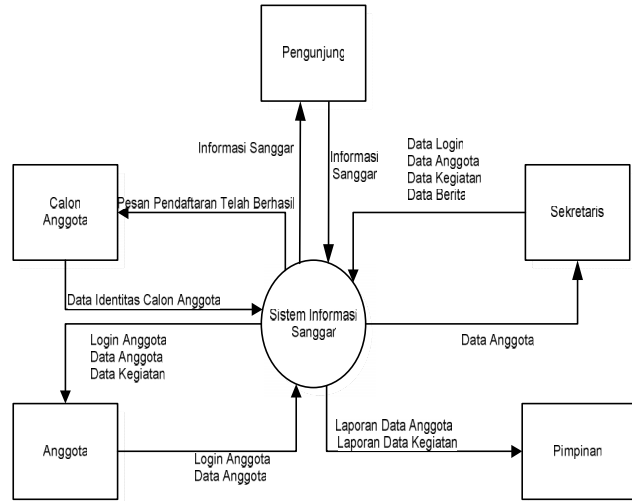 Pengunjung
Informasi Sanggar
Informasi
Sanggar
Data Login
Data Anggota
Data Kegiatan
Data Berita
Calon
Anggota
Pesan Pendaftaran Telah Berhasil
Sekretaris
Data Identitas Calon Anggota
Sistem Informasi
Sanggar
Login Anggota
Data Anggota
Data Kegiatan
Data Anggota
Anggota
Login Anggota
Data Anggota
Laporan Data Anggota
Laporan Data Kegiatan
Pimpinan